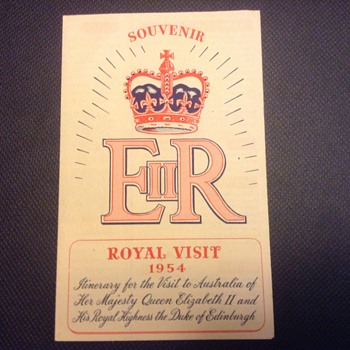 SOUVENIR
EIIR
ROYAL VISIT
1954
Itinerary for the Visit to Australia of
Her Majesty Queen Elizabeth II and
His Royal Highness the Duke of Edinburgh